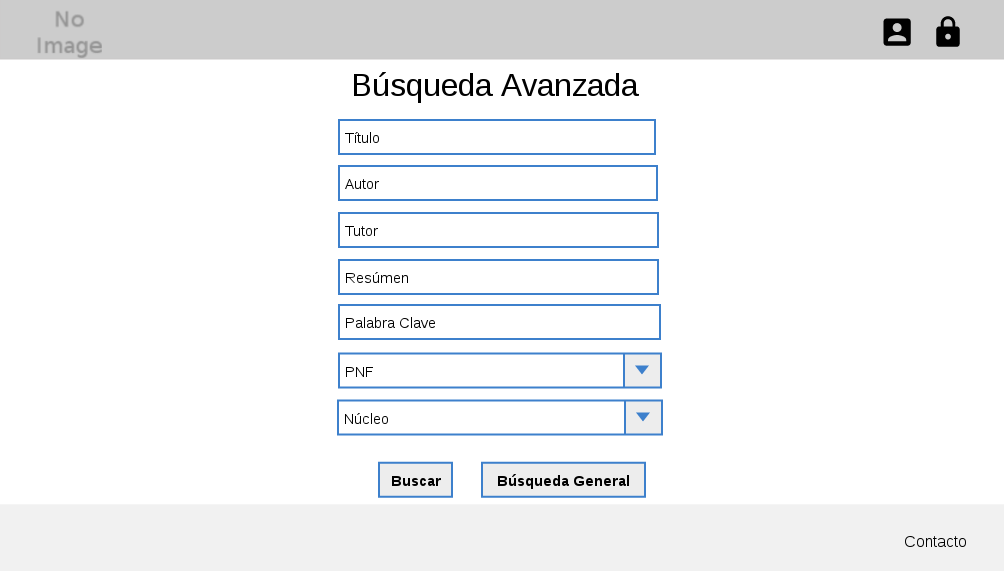 No
Image
Búsqueda Avanzada
Título
Autor
Tutor
Resúmen
Palabra Clave
PNF
Núcleo
Buscar
Búsqueda General
Contacto